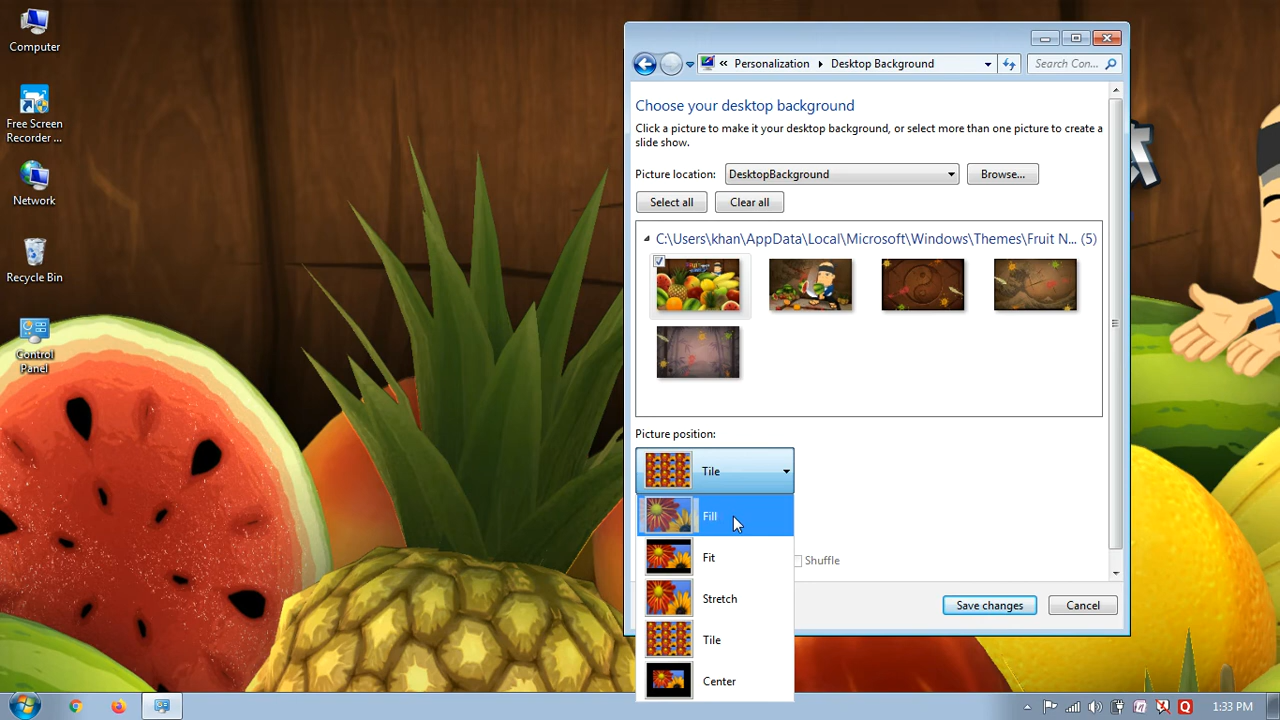 Computer
Free Screen
Recorder ...
Network
Recycle Bin
Control
Panel
« Personalization
Desktop Background
Search Con...
Choose your desktop background
Click a picture to make it your desktop background, or select more than one picture to create a
slide show.
Picture location:
DesktopBackground
Browse...
Select all
Clear all
C:\Users\khan\AppData\Local\Microsoft\Windows\Themes\Fruit N... (5)
Picture position:
Tile
Fill
Fit
Shuffle
Stretch
Save changes
Cancel
Tile
Center
1:33 PM